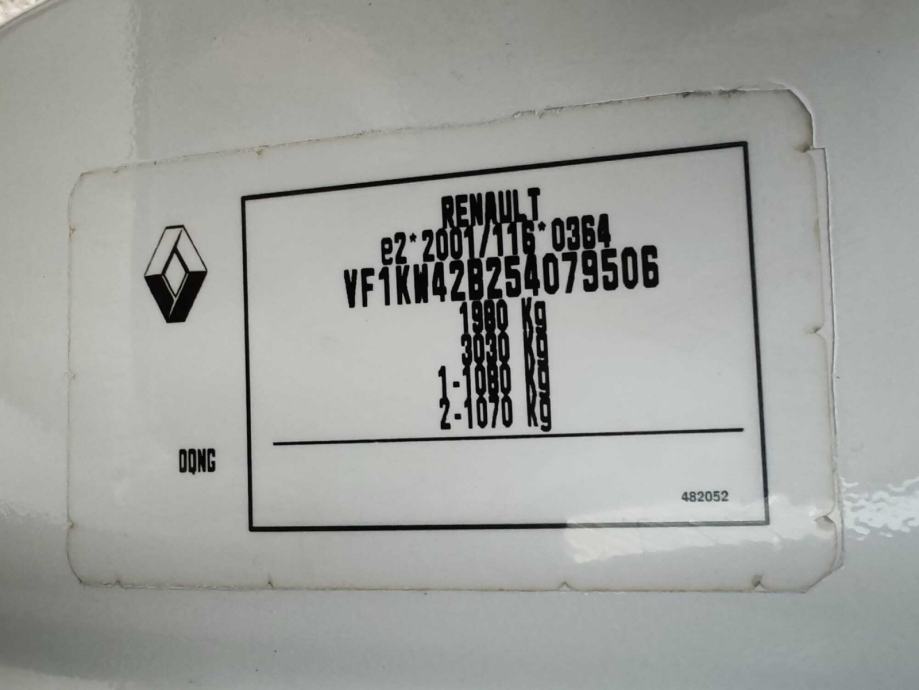 RENAULT
e2*2001/116*0364
VF1KW42B254079506
1980 Kg
3030 Kg
1-1080 Kg
2-1070 Kg
DQNG
482052